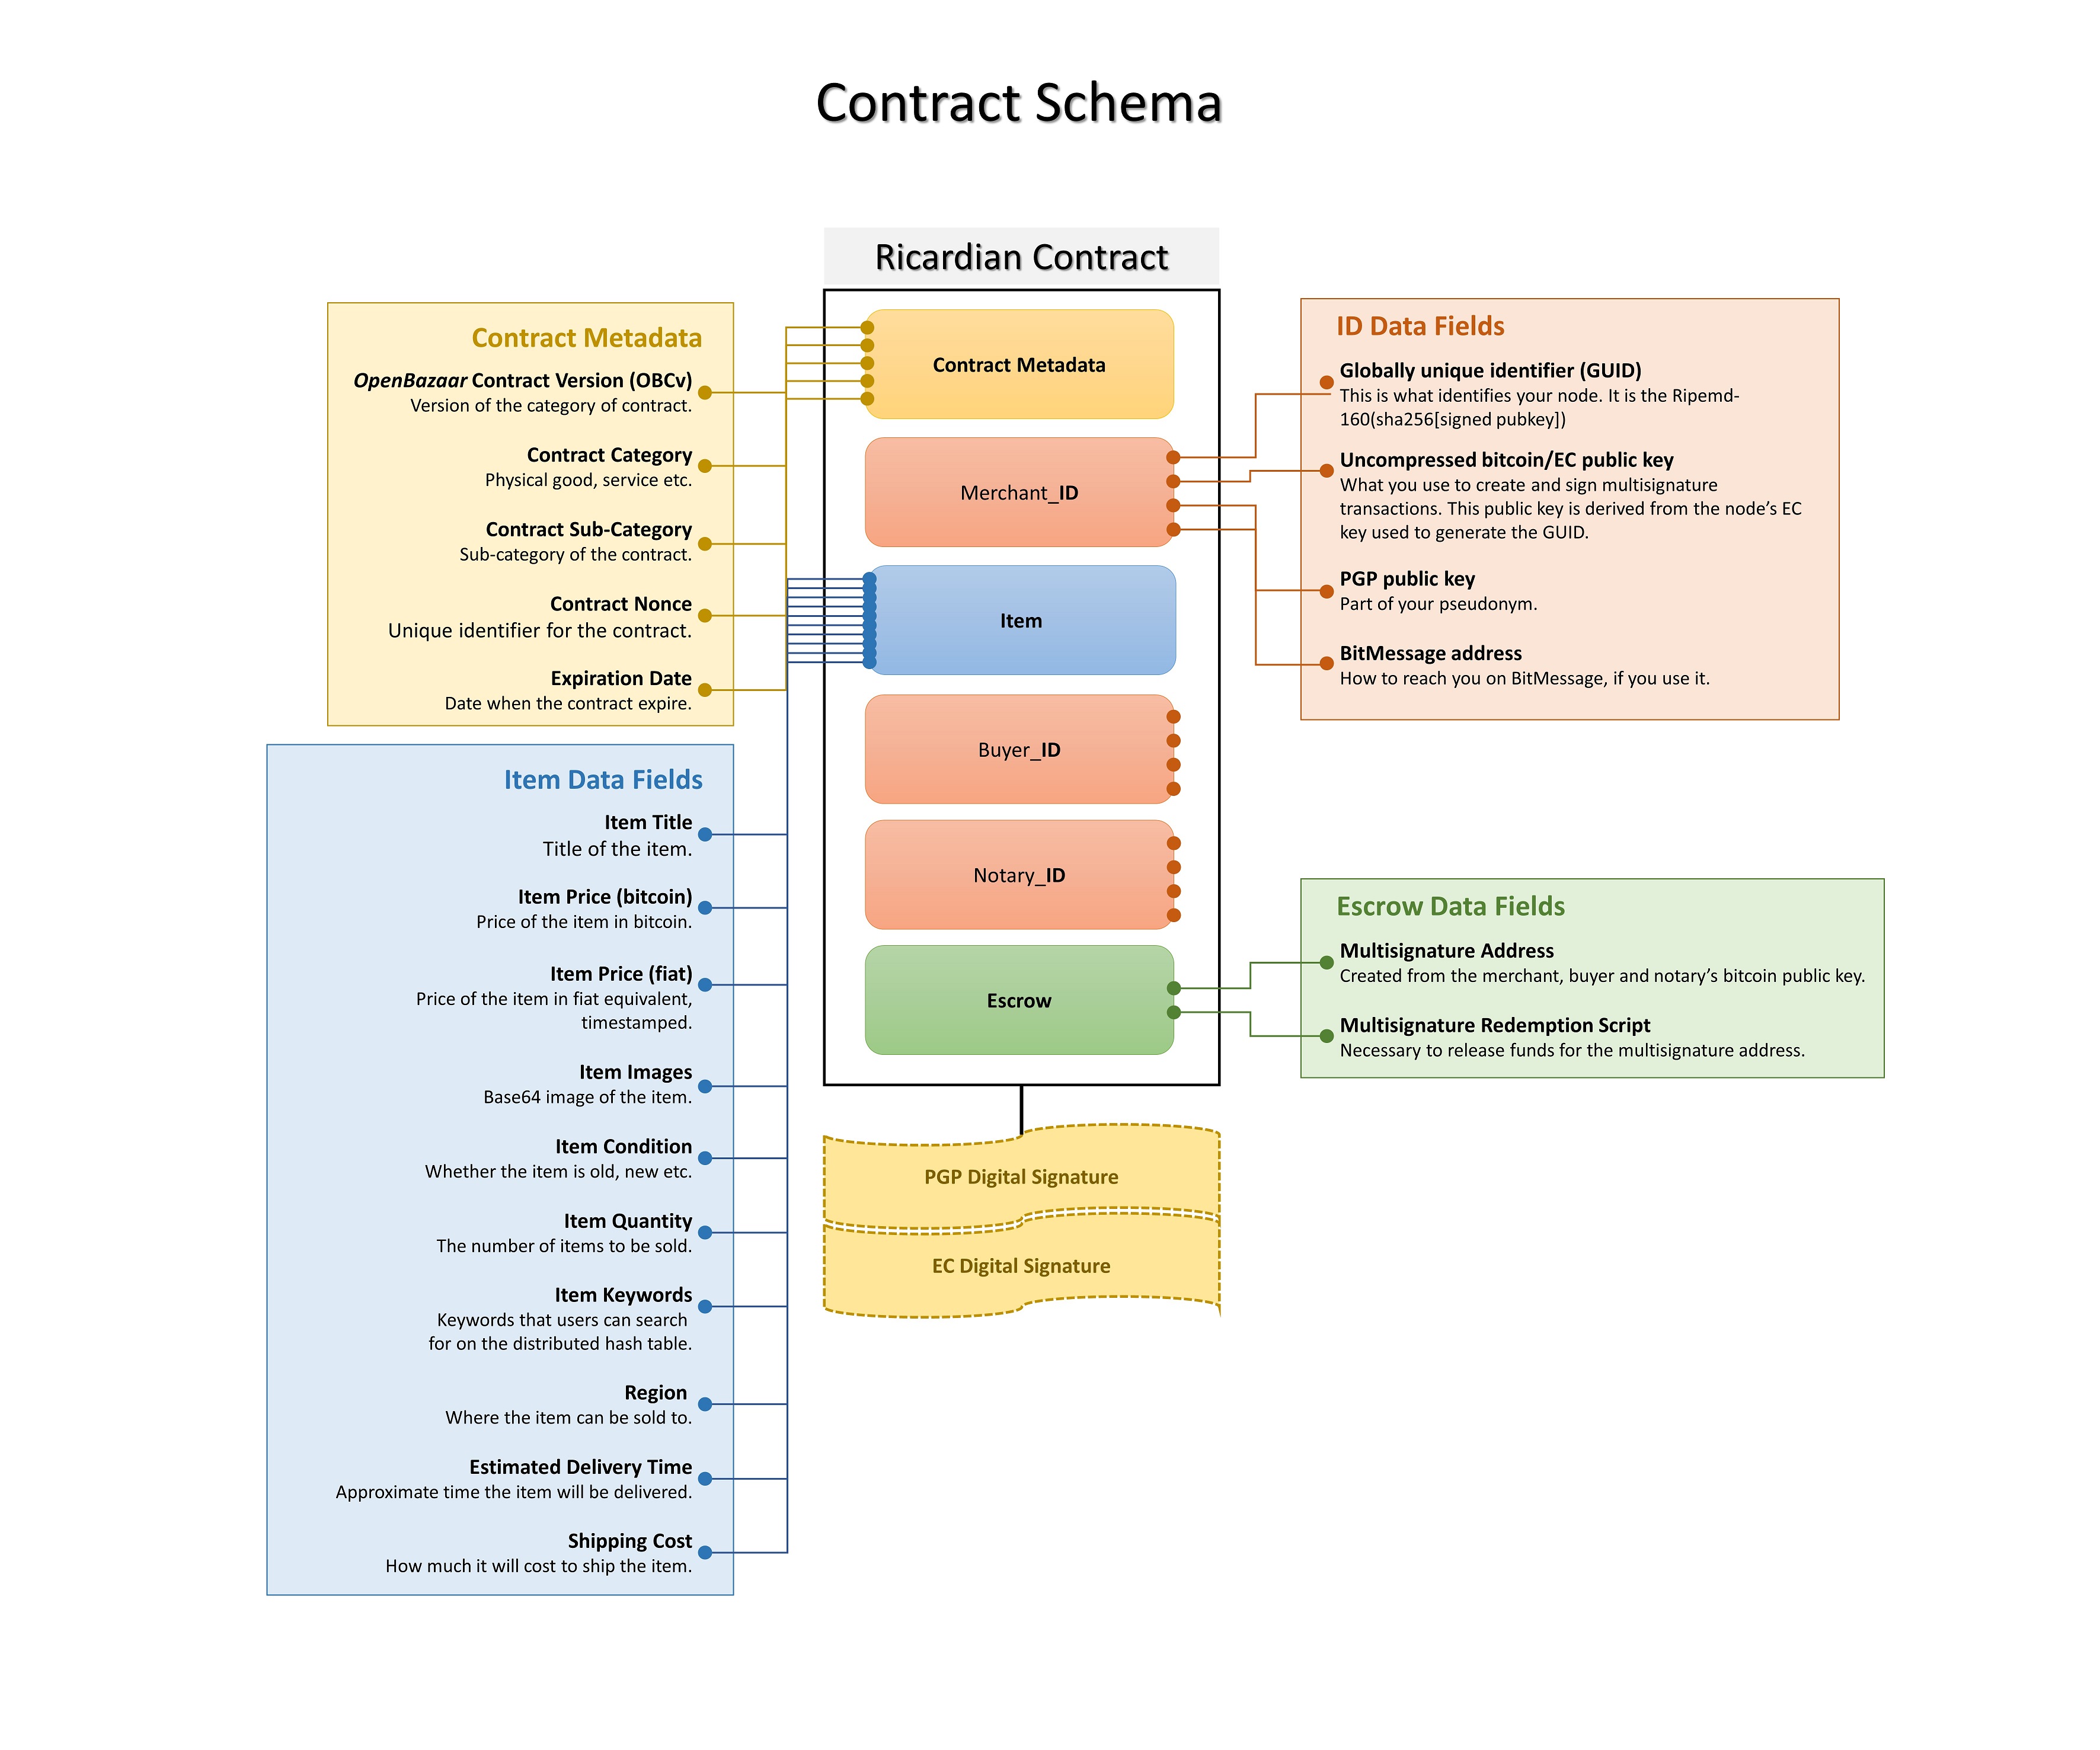 Contract Schema
Ricardian Contract
Contract Metadata
OpenBazaar Contract Version (OBCv)
Version of the category of contract.
Contract Category
Physical good, service etc.
Contract Sub-Category
Sub-category of the contract.
Contract Nonce
Unique identifier for the contract.
Expiration Date
Date when the contract expire.
Item Data Fields
Item Title
Title of the item.
Item Price (bitcoin)
Price of the item in bitcoin.
Item Price (fiat)
Price of the item in fiat equivalent,
timestamped.
Item Images
Base64 image of the item.
Item Condition
Whether the item is old, new etc.
Item Quantity
The number of items to be sold.
Item Keywords
Keywords that users can search
for on the distributed hash table.
Region
Where the item can be sold to.
Estimated Delivery Time
Approximate time the item will be delivered.
Shipping Cost
How much it will cost to ship the item.
Contract Metadata
Merchant_ID
Item
Buyer_ID
Notary_ID
Escrow
PGP Digital Signature
EC Digital Signature
ID Data Fields
Globally unique identifier (GUID)
This is what identifies your node. It is the Ripemd-
160(sha256[signed pubkey])
Uncompressed bitcoin/EC public key
What you use to create and sign multisignature
transactions. This public key is derived from the node’s EC
key used to generate the GUID.
PGP public key
Part of your pseudonym.
BitMessage address
How to reach you on BitMessage, if you use it.
Escrow Data Fields
Multisignature Address
Created from the merchant, buyer and notary’s bitcoin public key.
Multisignature Redemption Script
Necessary to release funds for the multisignature address.